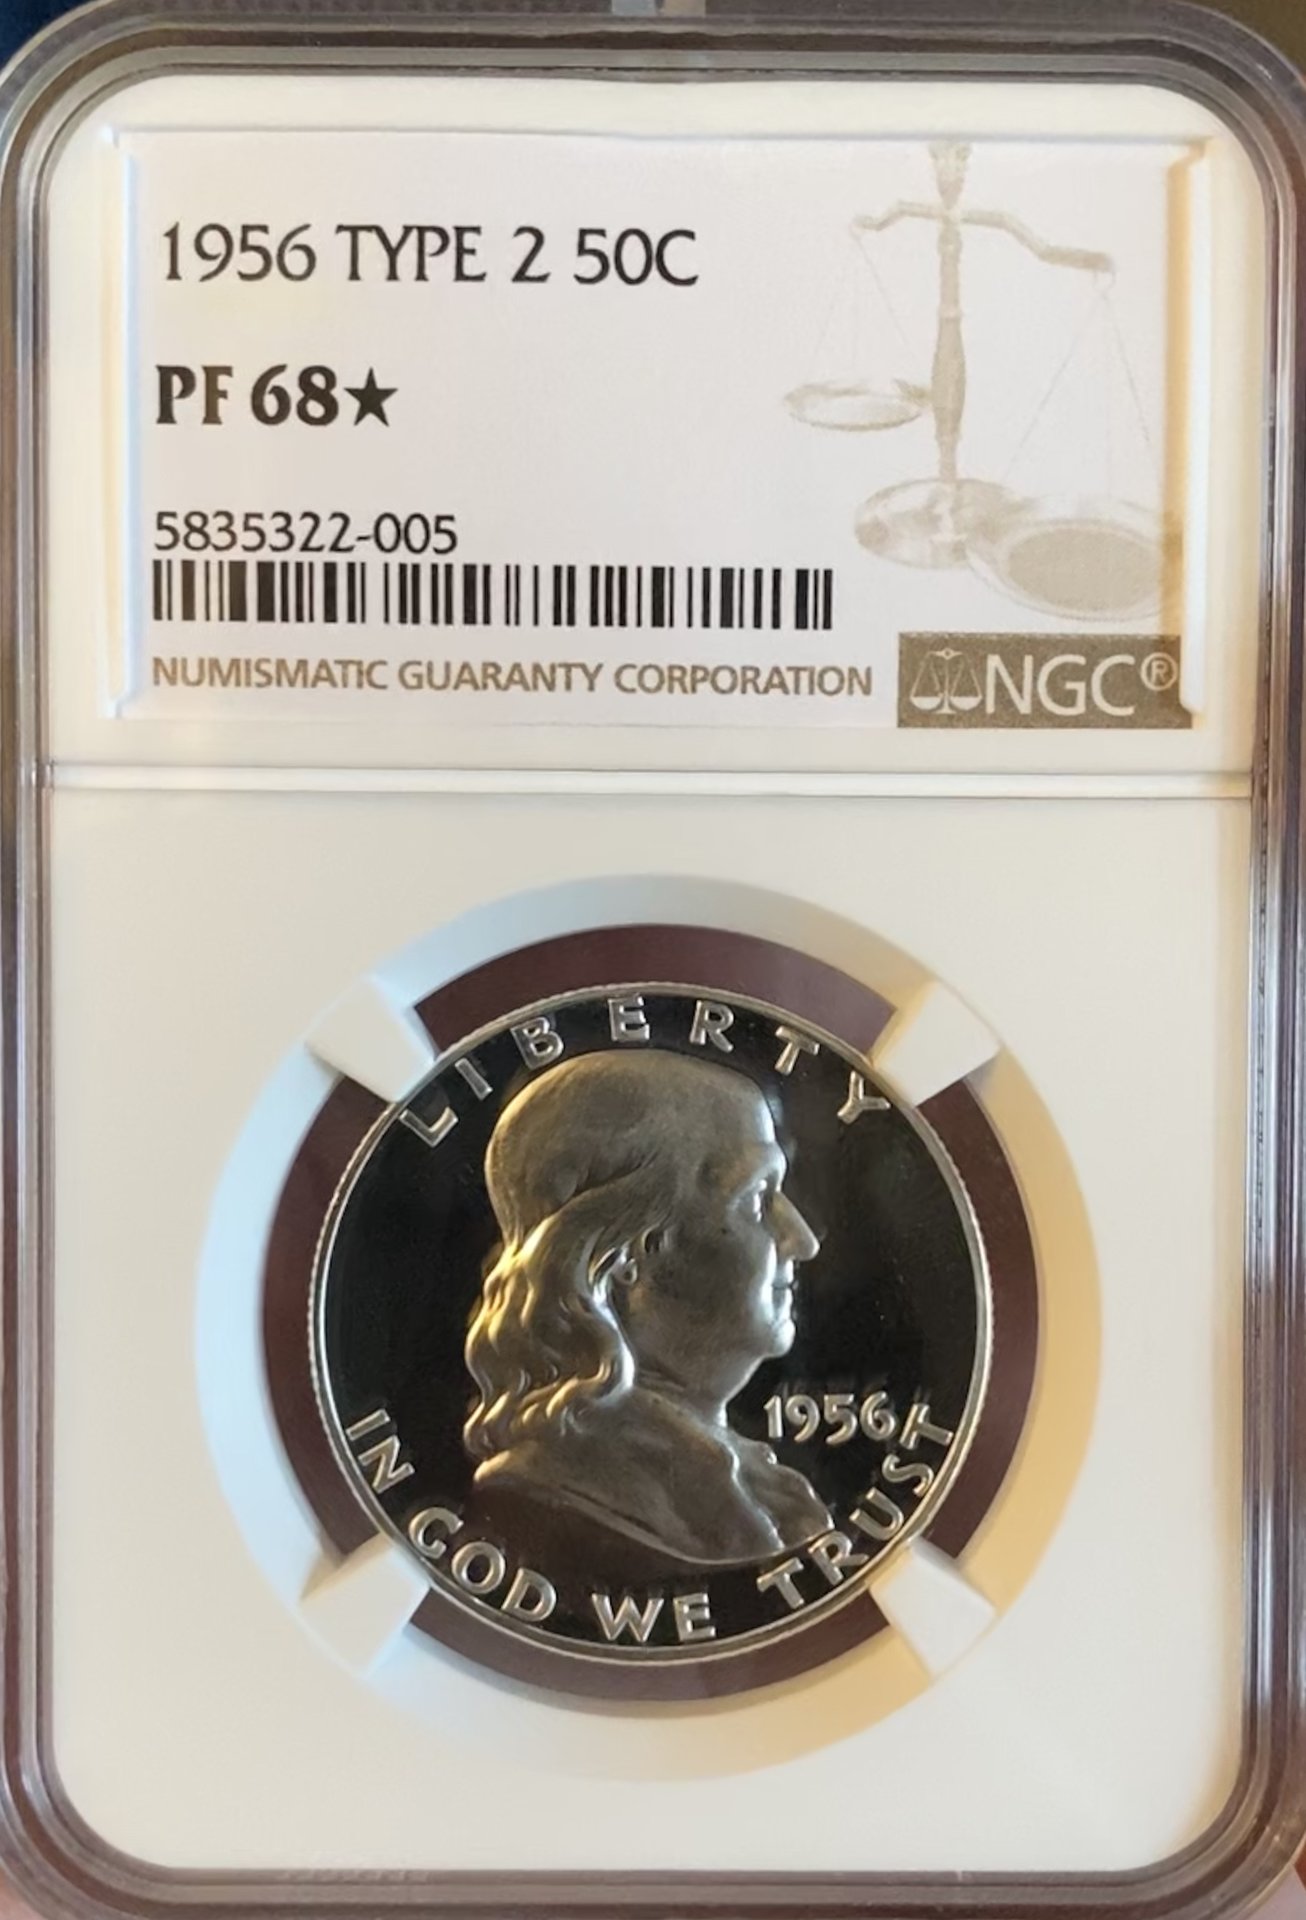 1956 TYPE 2 50C
PF 68★
5835322-005
NUMISMATIC GUARANTY CORPORATION
NGC®
LIBERTY
1956
IN GOD WE TRUST